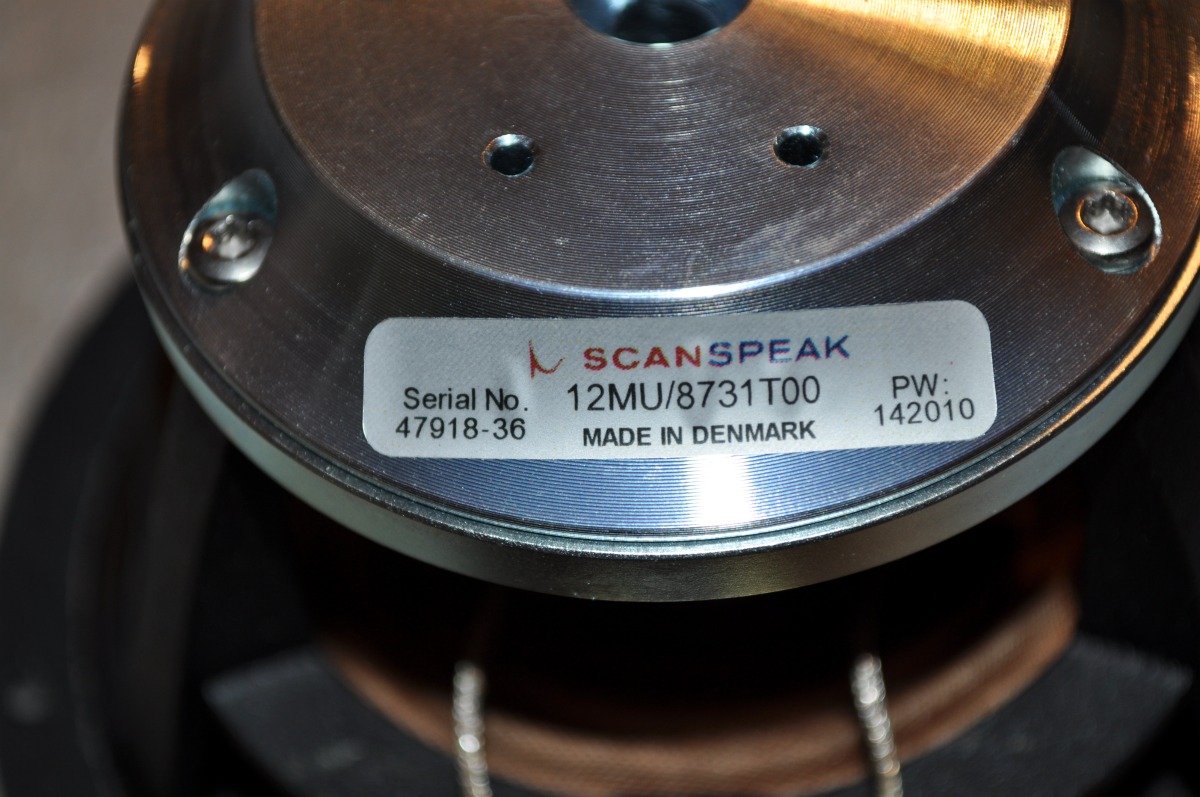 SCANSPEAK
Serial No. 12MU/8731T00 PW:
47918-36 MADE IN DENMARK 142010